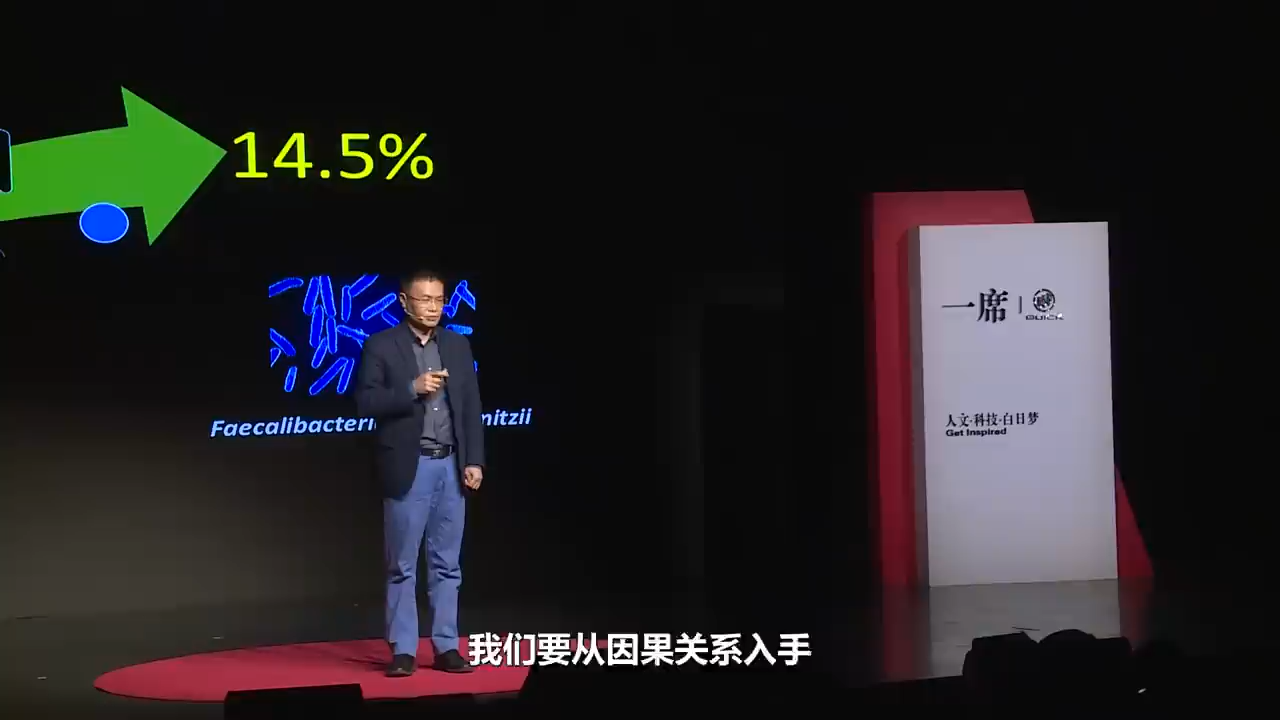 14.5%
Faecalibacteri
nitzii
一席
BUICK
人文·科技·白日梦
Get Inspired
我们要从因果关系入手